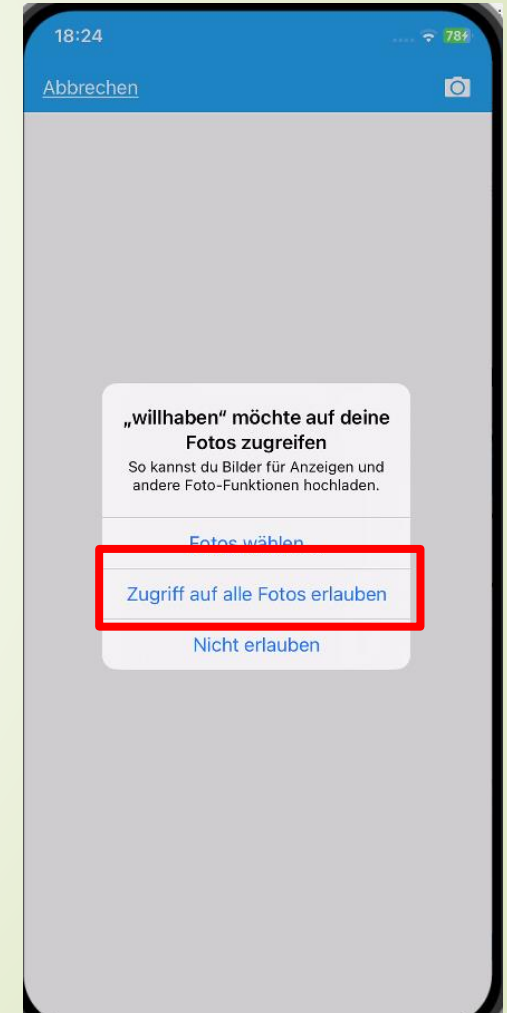 18:24
78
Abbrechen
„willhaben“ möchte auf deine
Fotos zugreifen
So kannst du Bilder für Anzeigen und
andere Foto-Funktionen hochladen.
Fotos wählen ...
Zugriff auf alle Fotos erlauben
Nicht erlauben